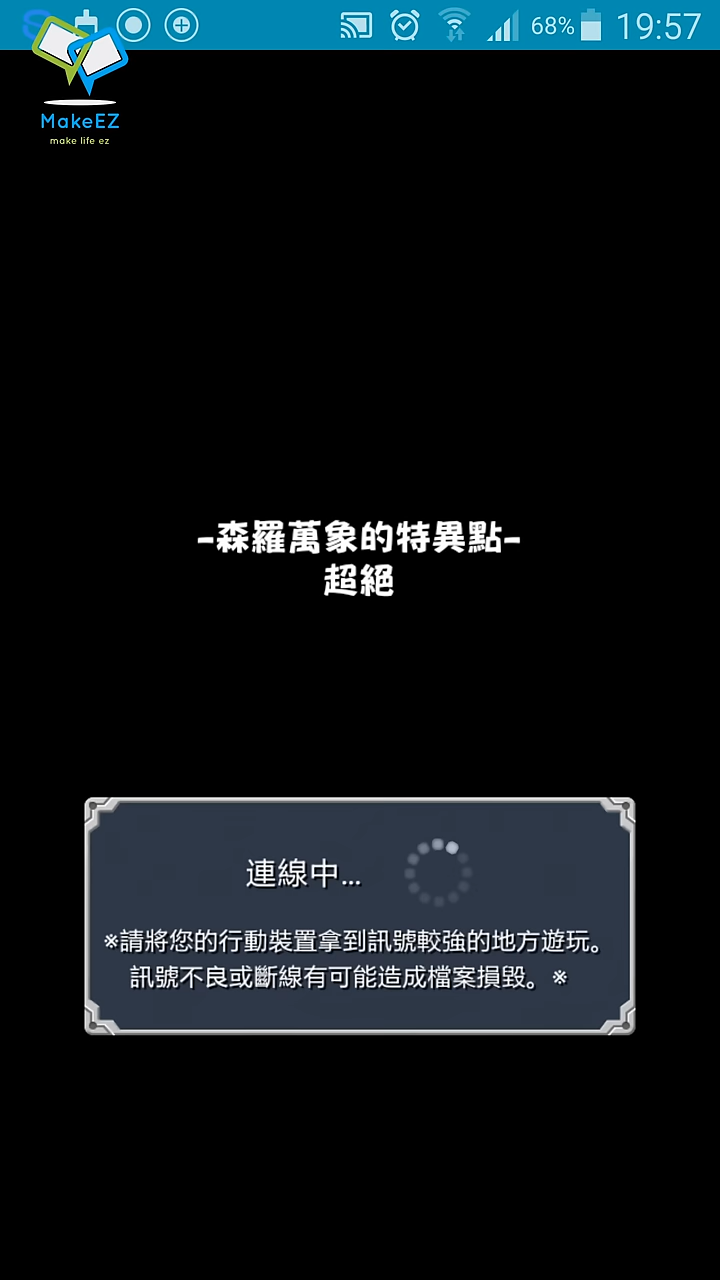 68% 19:57
MakeEZ
make life ez
-森羅萬象的特異點-
超絕
連線中...
※請將您的行動裝置拿到訊號較強的地方遊玩。
訊號不良或斷線有可能造成檔案損毀。※